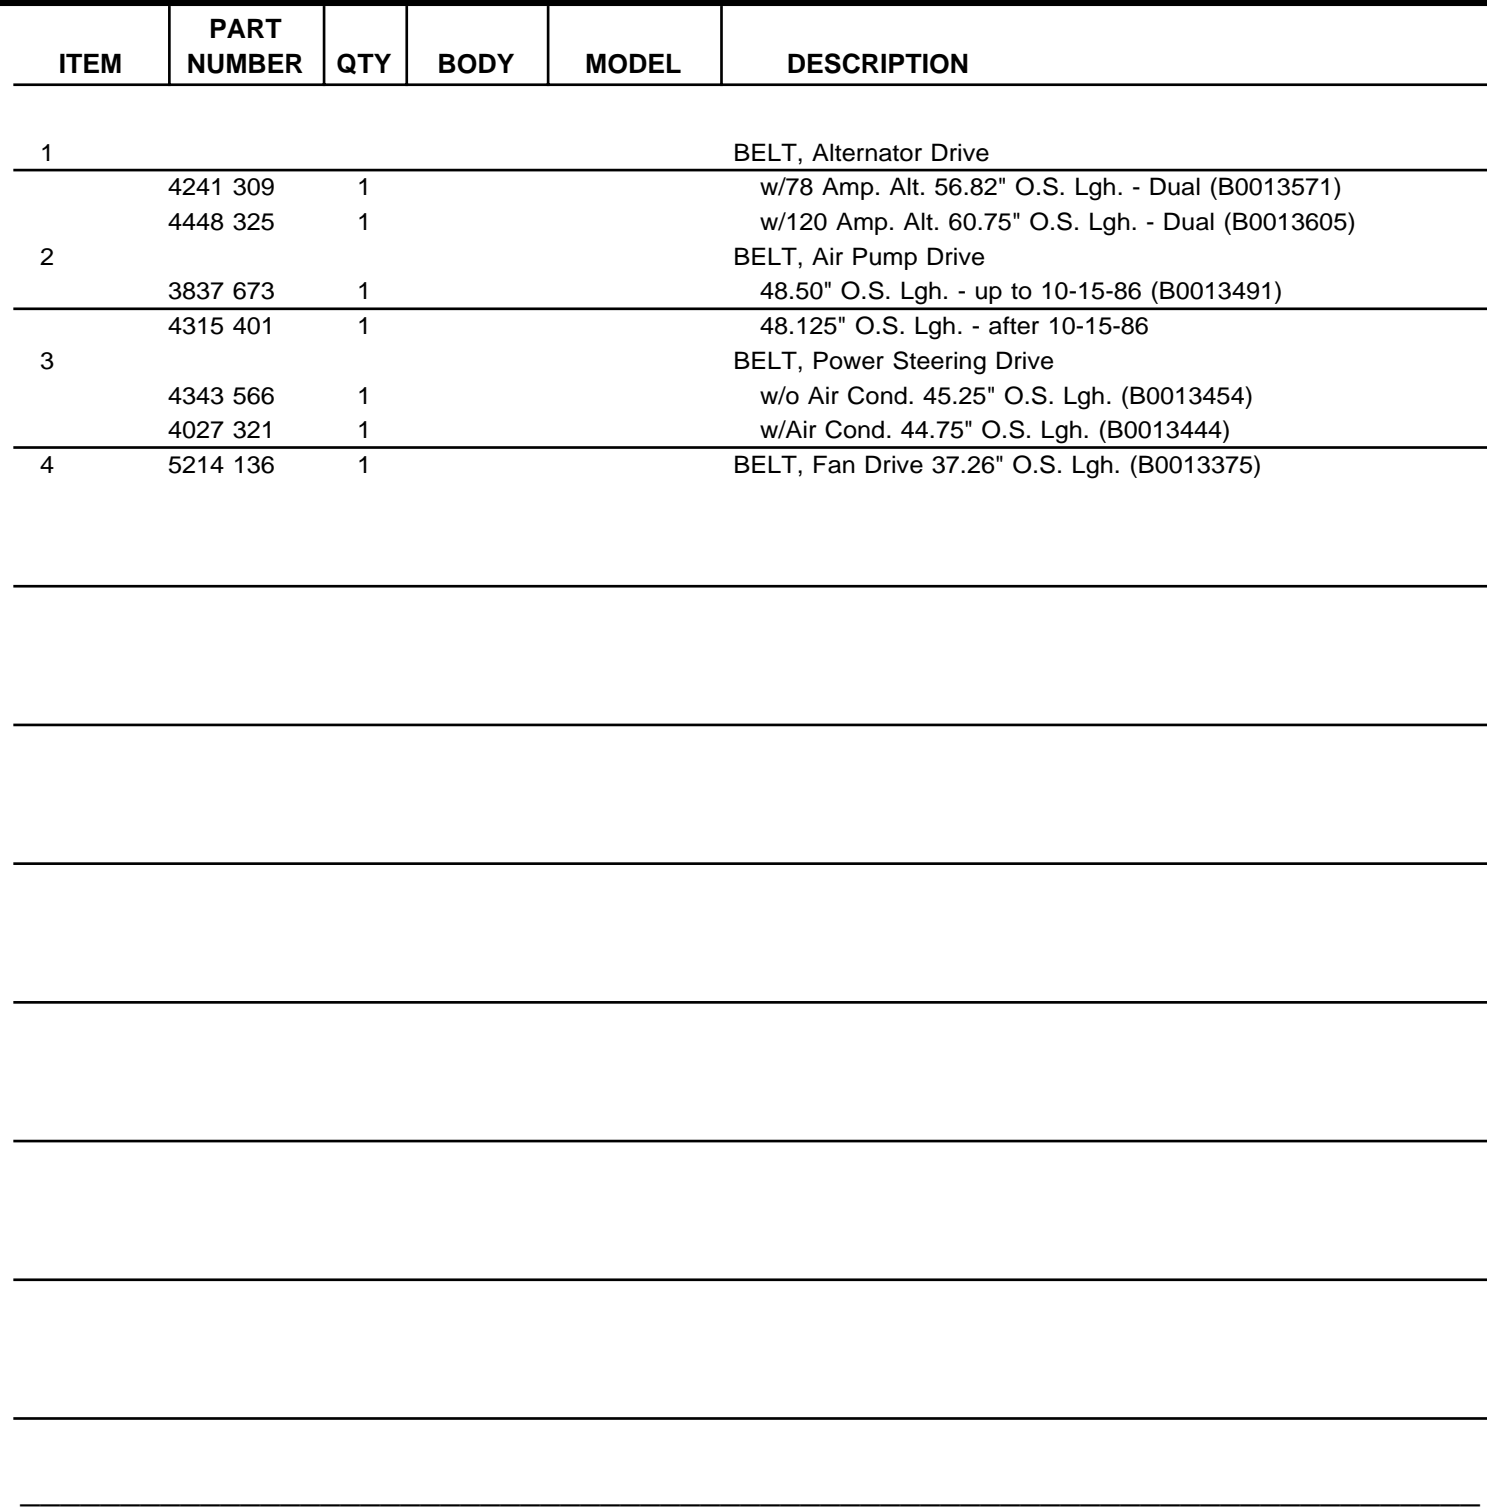 PART
ITEM NUMBER QTY BODY MODEL DESCRIPTION
1 BELT, Alternator Drive
4241 309 1 w/78 Amp. Alt. 56.82" O.S. Lgh. - Dual (B0013571)
4448 325 1 w/120 Amp. Alt. 60.75" O.S. Lgh. - Dual (B0013605)
2 BELT, Air Pump Drive
3837 673 1 48.50" O.S. Lgh. - up to 10-15-86 (B0013491)
4315 401 1 48.125" O.S. Lgh. - after 10-15-86
3 BELT, Power Steering Drive
4343 566 1 w/o Air Cond. 45.25" O.S. Lgh. (B0013454)
4027 321 1 w/Air Cond. 44.75" O.S. Lgh. (B0013444)
4 5214 136 1 BELT, Fan Drive 37.26" O.S. Lgh. (B0013375)